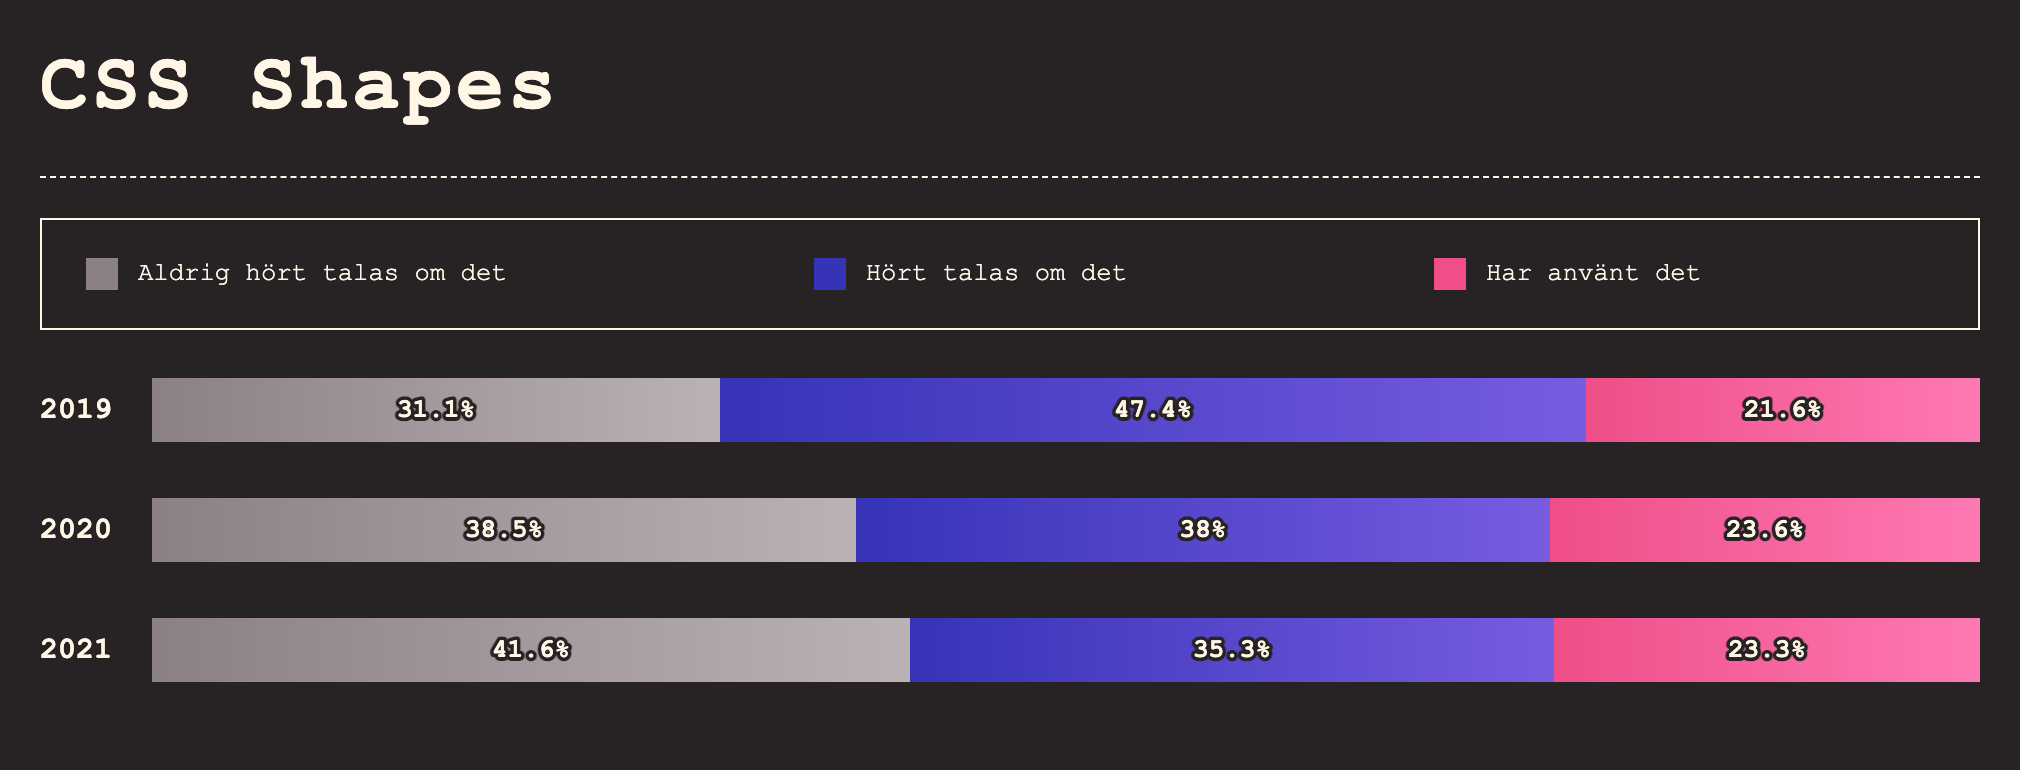 CSS Shapes
Aldrig hört talas om det Hört talas om det Har använt det
2019 31.1% 47.4% 21.6%
2020 38.5% 38% 23.6%
2021 41.6% 35.3% 23.3%